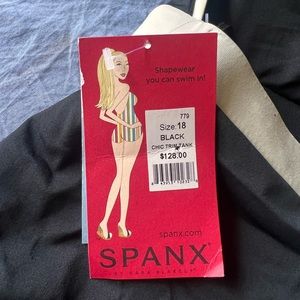 Shapewear
you can swim in!
779
Size: 18
BLACK
CHIC TRIM TANK
$128.00
spanx.com
SPANX®
BY SARA BLAKELY